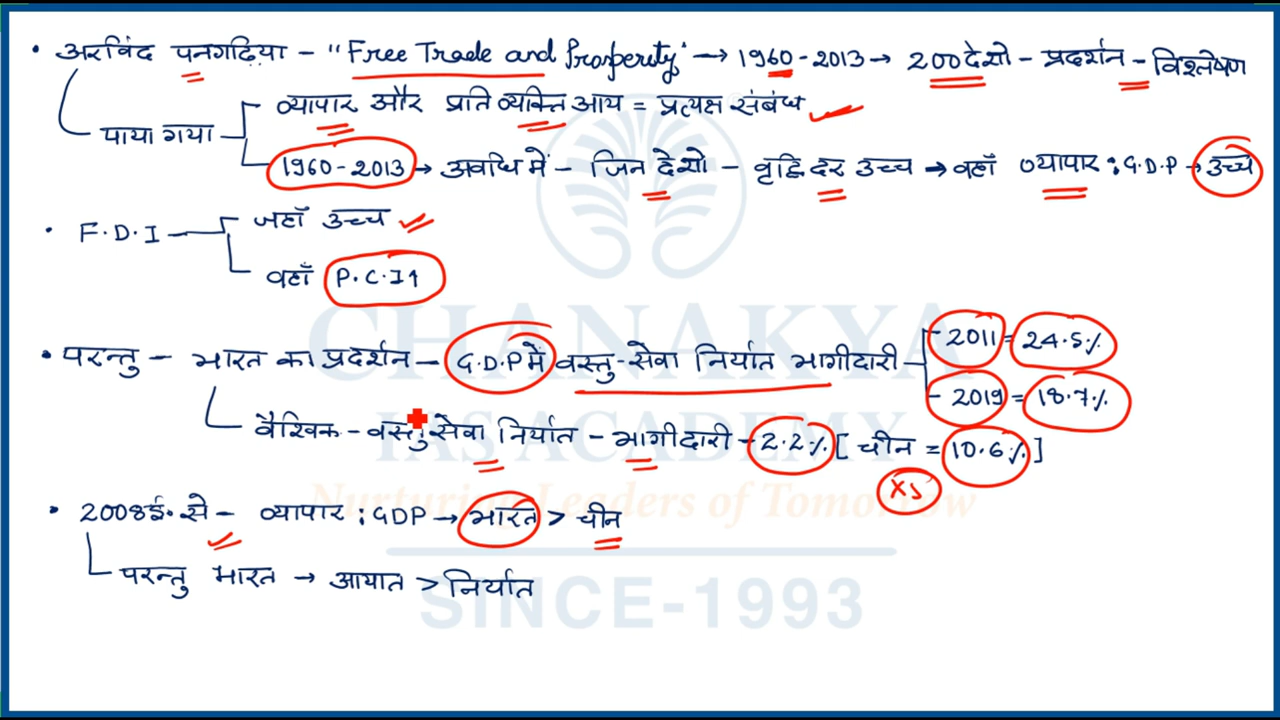 • अरविंद पनगढ़िया – "Free Trade and Prosperity" → 1960-2013 → 200 देशो – प्रदर्शन – विश्लेषण
व्यापार और प्रति व्यक्ति आय = प्रत्यक्ष संबंध
पाया गया
1960-2013 → अवधि में – जिन देशो – वृद्धि दर उच्च → वहाँ व्यापार : G.D.P → उच्च
जहाँ उच्च
• F.D.I
वहाँ P.C.I↑
CHANAKYA
2011 = 24.5%
• परन्तु – भारत का प्रदर्शन – G.D.P में वस्तु-सेवा निर्यात भागीदारी
2019 = 18.7%
IAS ACADEMY
वैश्विक – वस्तु सेवा निर्यात – भागीदारी – 2.2% [ चीन = 10.6% ]
x5
Nurturing Leaders of Tomorrow
• 2008 ई. से – व्यापार : GDP → भारत > चीन
परन्तु भारत → आयात > निर्यात
SINCE-1993